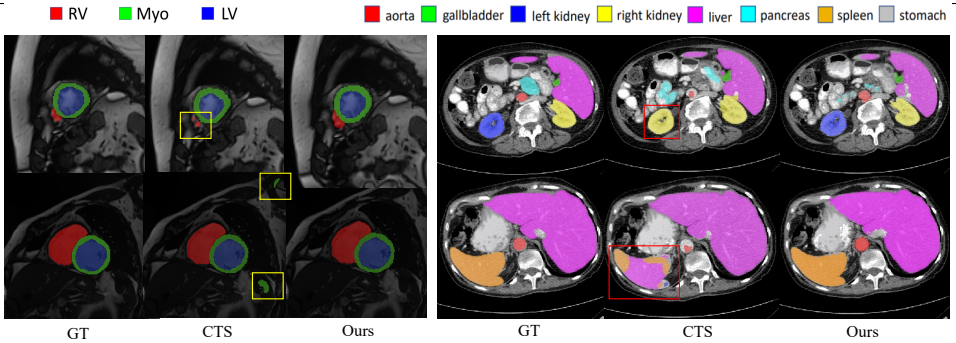 RV Myo LV
aorta gallbladder left kidney right kidney liver pancreas spleen stomach
GT CTS Ours
GT CTS Ours